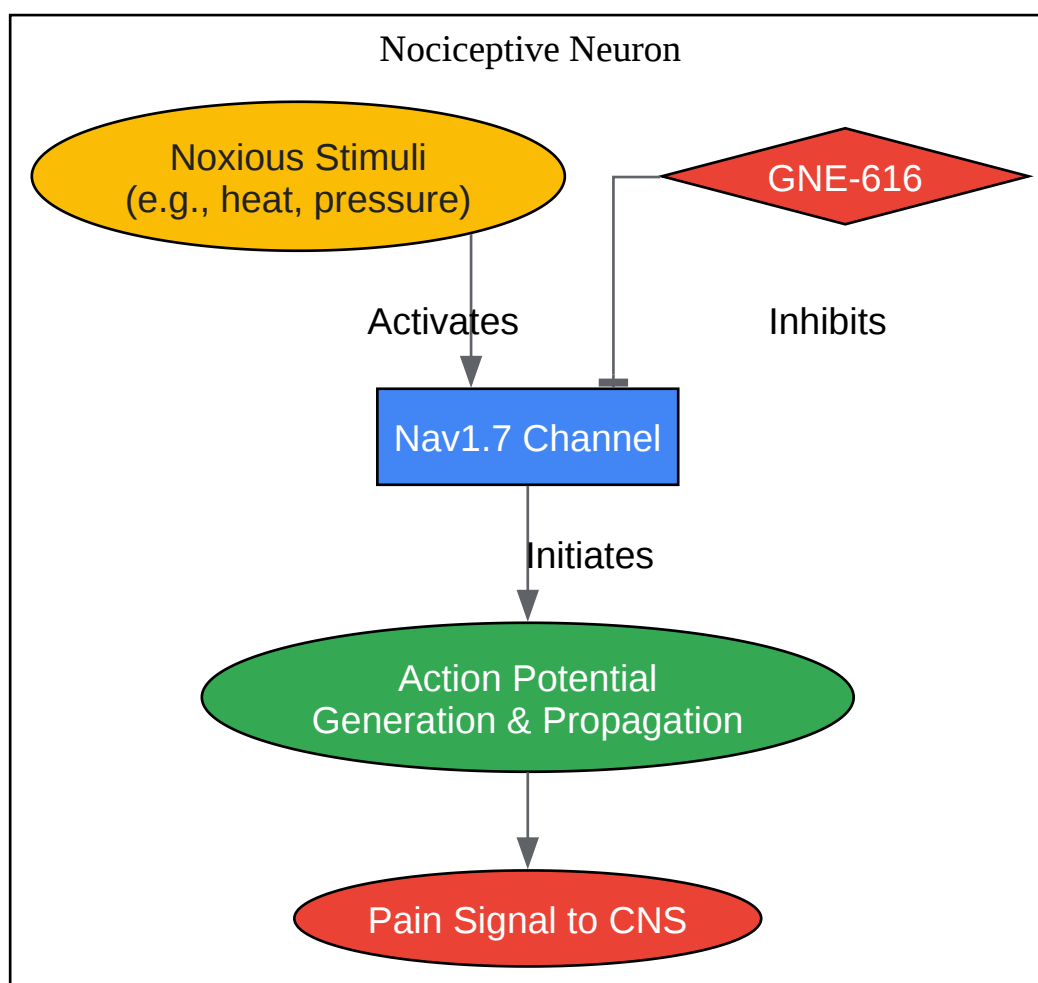 Nociceptive Neuron
Noxious Stimuli
(e.g., heat, pressure)
GNE-616
Activates
Inhibits
Nav1.7 Channel
Initiates
Action Potential
Generation & Propagation
Pain Signal to CNS